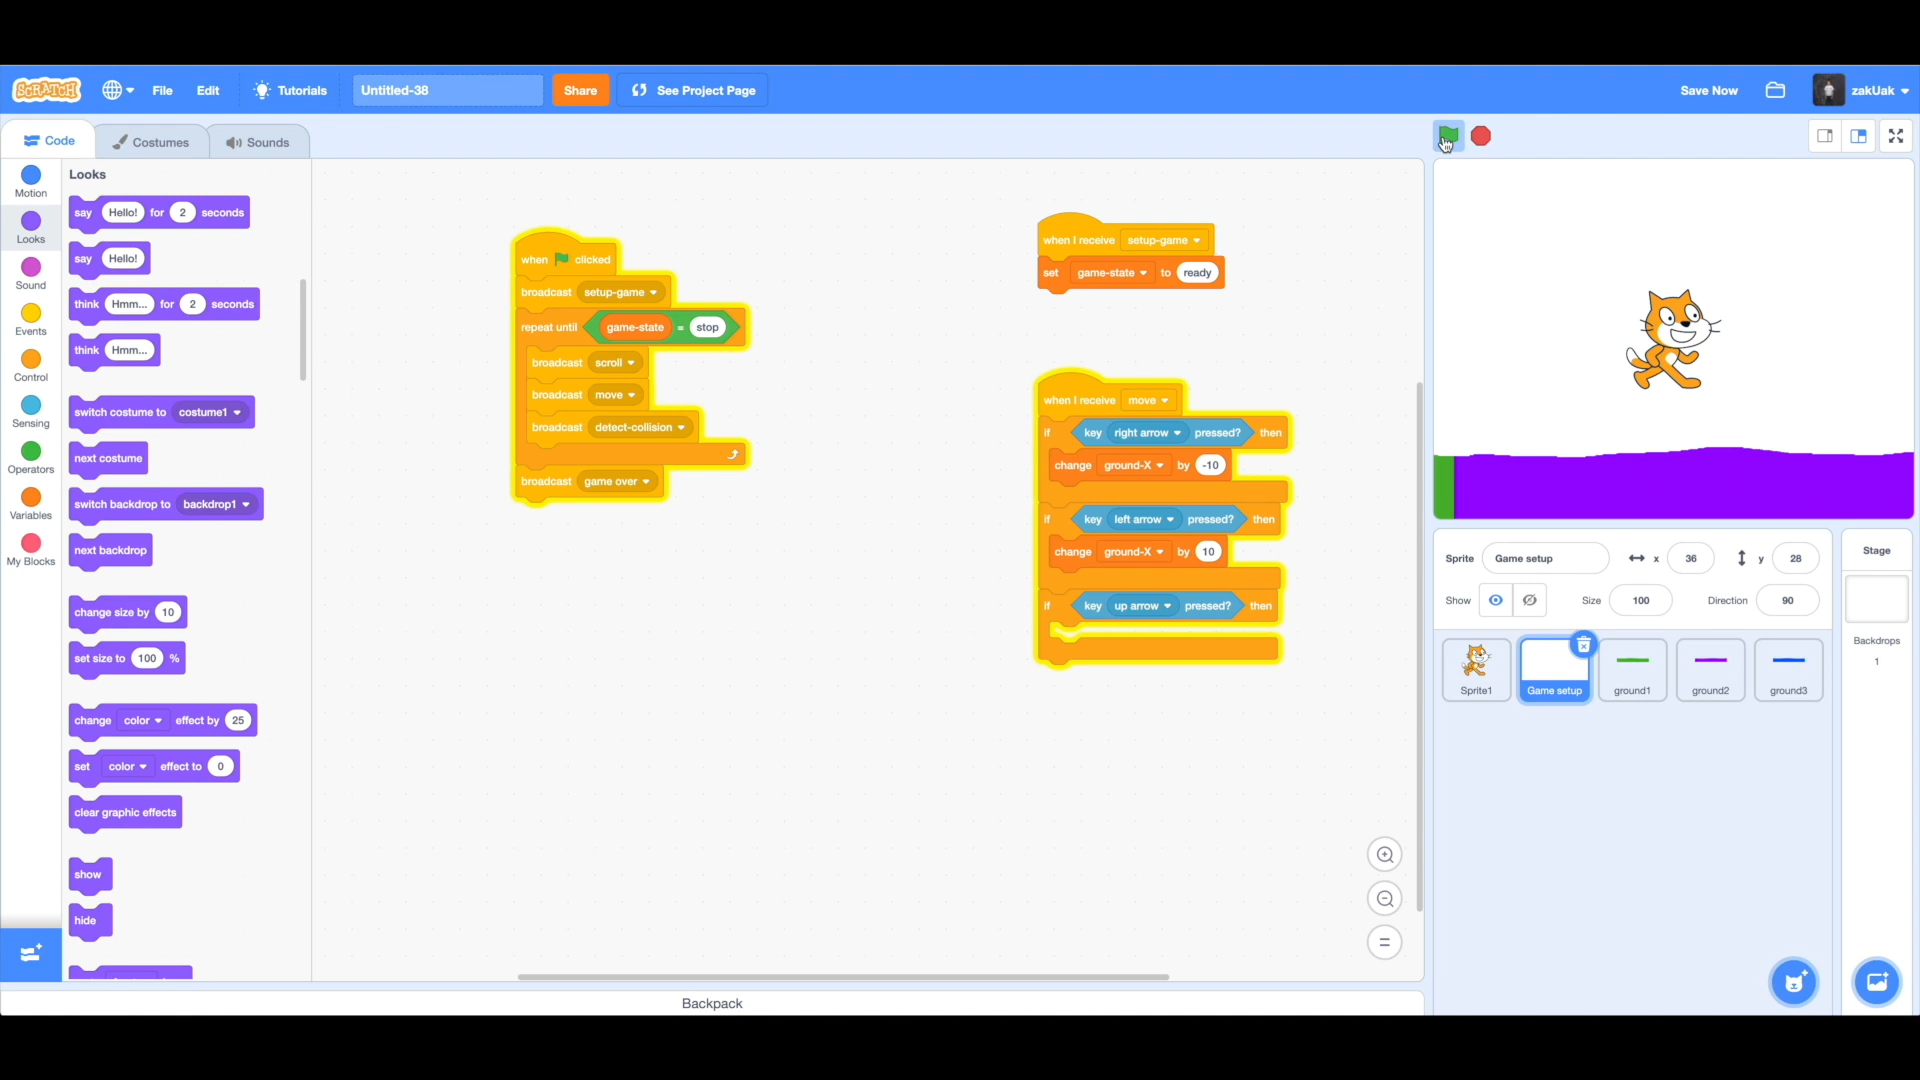 SCRATCH File Edit Tutorials Untitled-38 Share See Project Page Save Now zakUak
Code Costumes Sounds
Motion
Looks
Sound
Events
Control
Sensing
Operators
Variables
My Blocks
Looks
say Hello! for 2 seconds
say Hello!
think Hmm... for 2 seconds
think Hmm...
switch costume to costume1
next costume
switch backdrop to backdrop1
next backdrop
change size by 10
set size to 100 %
change color effect by 25
set color effect to 0
clear graphic effects
show
hide
when clicked
broadcast setup-game
repeat until game-state = stop
broadcast scroll
broadcast move
broadcast detect-collision
broadcast game over
when I receive setup-game
set game-state to ready
when I receive move
if key right arrow pressed? then
change ground-X by -10
if key left arrow pressed? then
change ground-X by 10
if key up arrow pressed? then
Sprite Game setup x 36 y 28
Show Size 100 Direction 90
Sprite1 Game setup ground1 ground2 ground3
Stage
Backdrops
1
Backpack